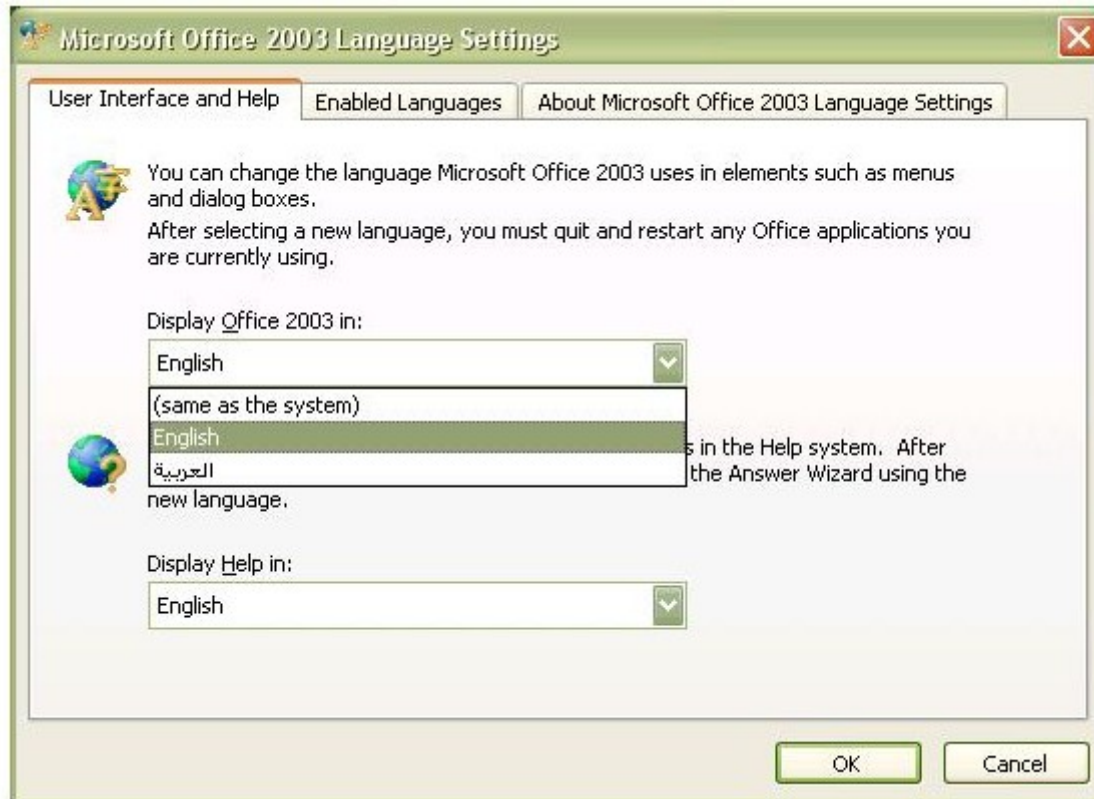 Microsoft Office 2003 Language Settings
User Interface and Help
Enabled Languages
About Microsoft Office 2003 Language Settings
You can change the language Microsoft Office 2003 uses in elements such as menus
and dialog boxes.
After selecting a new language, you must quit and restart any Office applications you
are currently using.
Display Office 2003 in:
English
(same as the system)
English
العربية
in the Help system. After
the Answer Wizard using the
new language.
Display Help in:
English
OK
Cancel